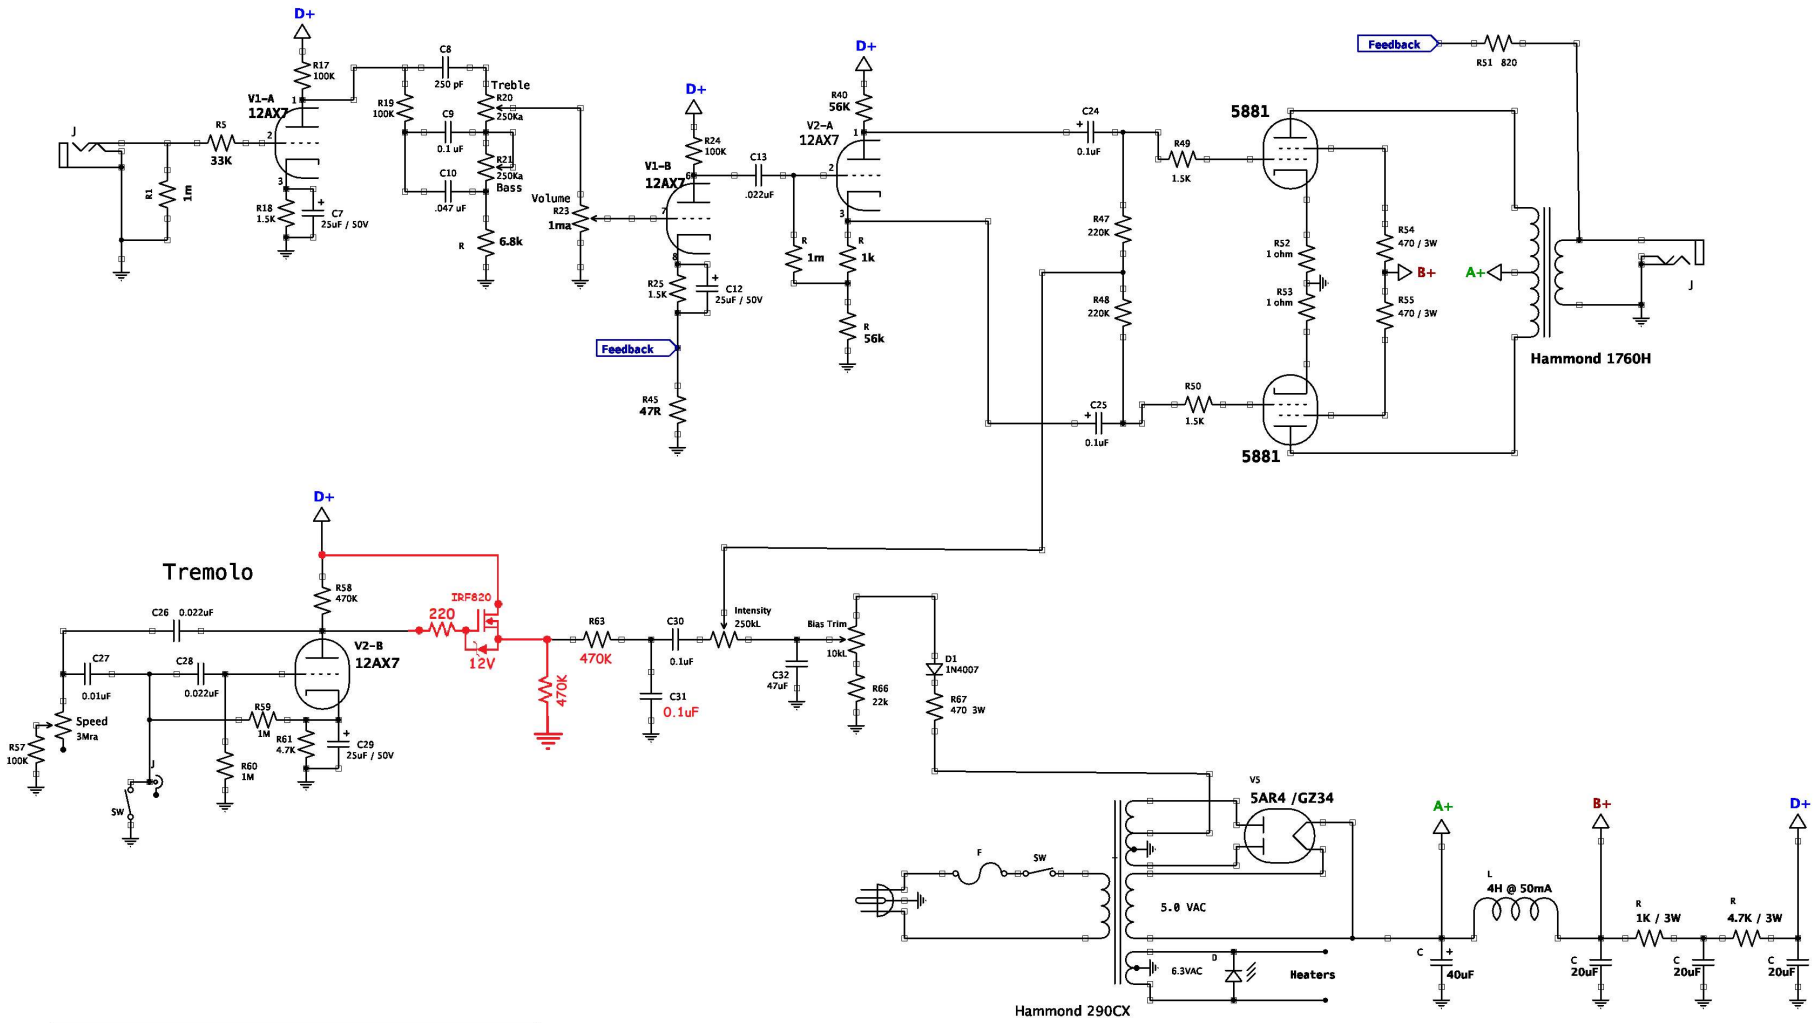 D+
R17
100K
V1-A
12AX7
1
2
3
J
R5
33K
R1
1m
R18
1.5K
C7
25uF / 50V
C8
250 pF
R19
100K
Treble
R20
250Ka
C9
0.1 uF
R21
250Ka
Bass
C10
.047 uF
R
6.8k
Volume
R23
1ma
D+
R24
100K
V1-B
12AX7
6
7
8
R25
1.5K
C12
25uF / 50V
Feedback
R45
47R
C13
.022uF
D+
R40
56K
V2-A
12AX7
1
2
3
R
1m
R
1k
R
56k
C24
+
0.1uF
R49
1.5K
R47
220K
R48
220K
C25
+
0.1uF
R50
1.5K
5881
5881
R52
1 ohm
R53
1 ohm
R54
470 / 3W
B+
R55
470 / 3W
A+
Feedback
R51 820
J
Hammond 1760H
Tremolo
D+
R58
470K
C26 0.022uF
V2-B
12AX7
C27
0.01uF
C28
0.022uF
Speed
3Mra
R57
100K
R59
1M
R61
4.7K
C29
25uF / 50V
R60
1M
J
SW
220
IRF820
12V
470K
R63
470K
C30
0.1uF
C31
0.1uF
Intensity
250kL
Bias Trim
10kL
C32
47uF
R66
22k
D1
1N4007
R67
470 3W
V5
5AR4 /GZ34
F
SW
5.0 VAC
6.3VAC
D
Heaters
Hammond 290CX
A+
B+
D+
L
4H @ 50mA
R
1K / 3W
R
4.7K / 3W
C
+
40uF
C
20uF
C
20uF
C
20uF